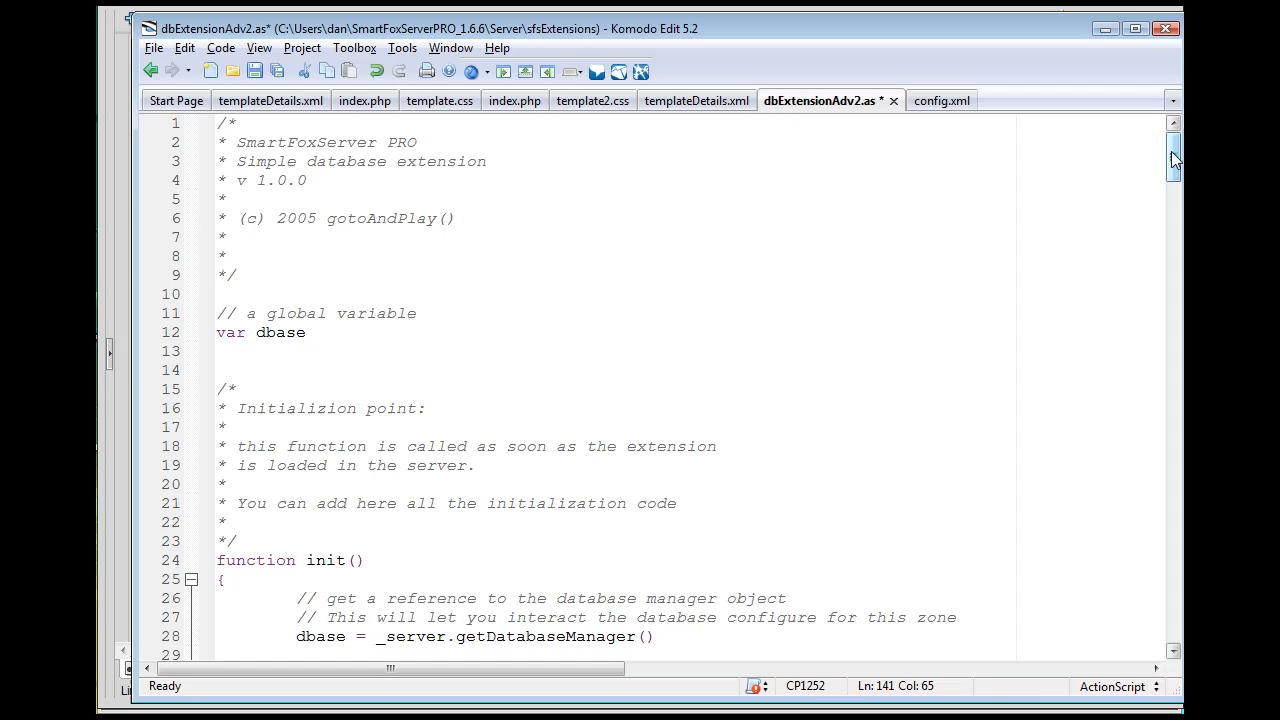 dbExtensionAdv2.as* (C:\Users\dan\SmartFoxServerPRO_1.6.6\Server\sfsExtensions) - Komodo Edit 5.2
File Edit Code View Project Toolbox Tools Window Help
Start Page templateDetails.xml index.php template.css index.php template2.css templateDetails.xml dbExtensionAdv2.as * config.xml
1 /*
2 * SmartFoxServer PRO
3 * Simple database extension
4 * v 1.0.0
5 *
6 * (c) 2005 gotoAndPlay()
7 *
8 *
9 */
10
11 // a global variable
12 var dbase
13
14
15 /*
16 * Initializion point:
17 *
18 * this function is called as soon as the extension
19 * is loaded in the server.
20 *
21 * You can add here all the initialization code
22 *
23 */
24 function init()
25 {
26 // get a reference to the database manager object
27 // This will let you interact the database configure for this zone
28 dbase = _server.getDatabaseManager()
29
Ready CP1252 Ln: 141 Col: 65 ActionScript